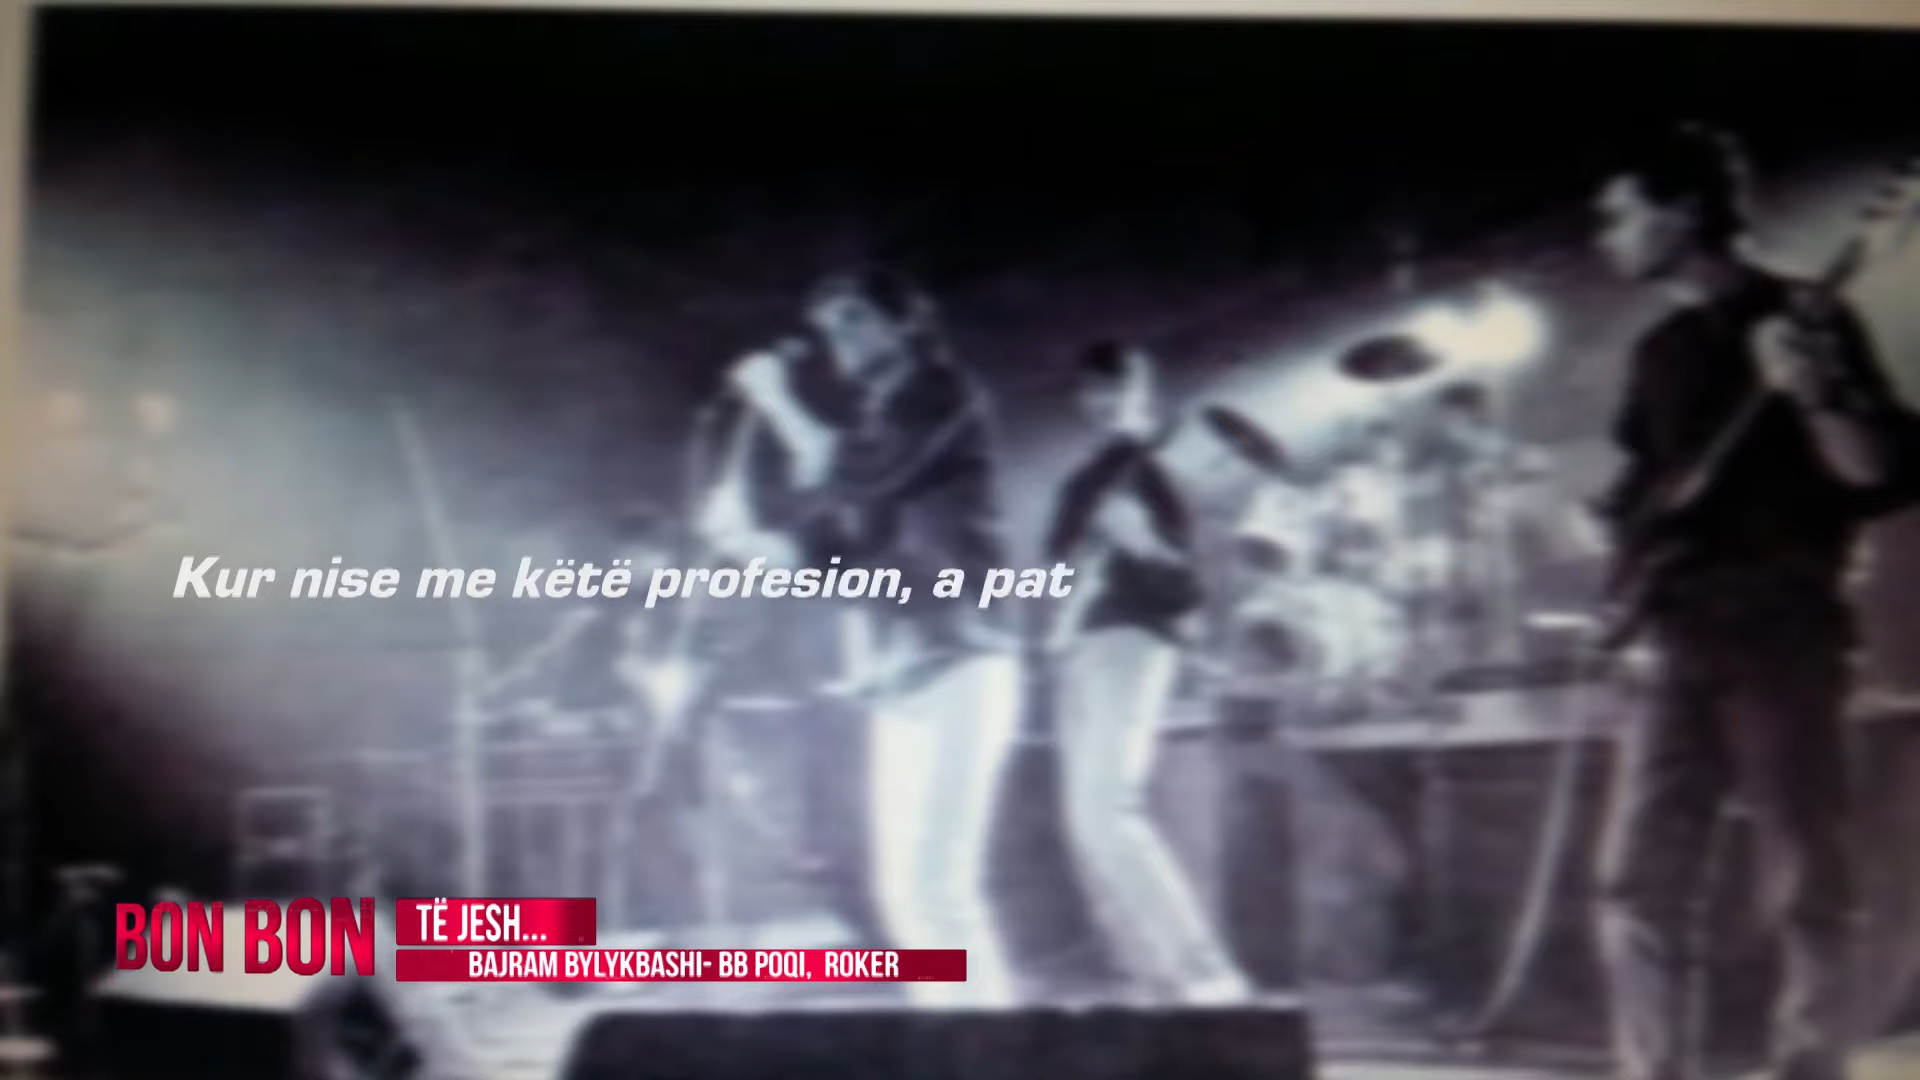 Kur nise me këtë profesion, a pat
BON BON
TË JESH...
BAJRAM BYLYKBASHI- BB POQI, ROKER